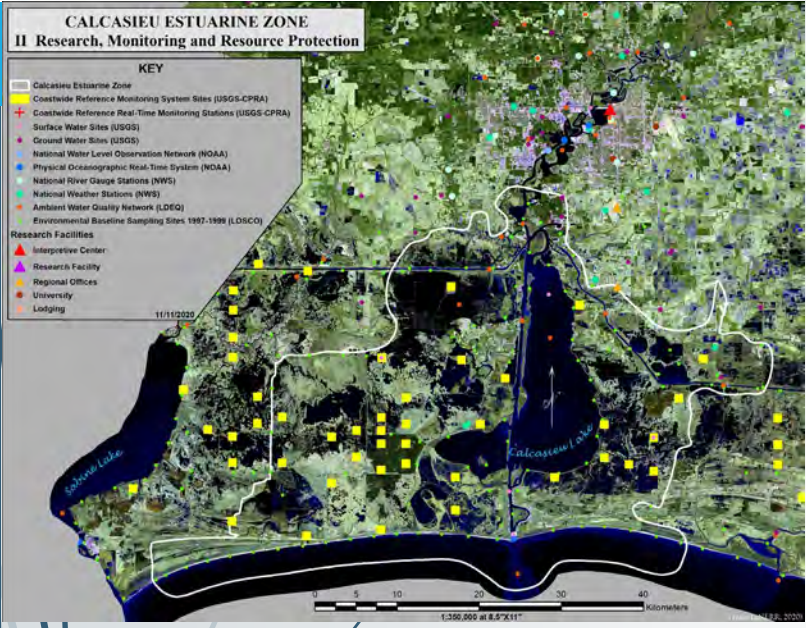 CALCASIEU ESTUARINE ZONE
II Research, Monitoring and Resource Protection
KEY
Calcasieu Estuarine Zone
Coastwide Reference Monitoring System Sites (USGS-CPRA)
Coastwide Reference Real-Time Monitoring Stations (USGS-CPRA)
Surface Water Sites (USGS)
Ground Water Sites (USGS)
National Water Level Observation Network (NOAA)
Physical Oceanographic Real-Time System (NOAA)
National River Gauge Stations (NWS)
National Weather Stations (NWS)
Ambient Water Quality Network (LDEQ)
Environmental Baseline Sampling Sites 1997-1999 (LOSCO)
Research Facilities
Interpretive Center
Research Facility
Regional Offices
University
Lodging
11/11/2020
Sabine Lake
Calcasieu Lake
0 5 10 20 30 40
Kilometers
1:350,000 at 8.5"X11"